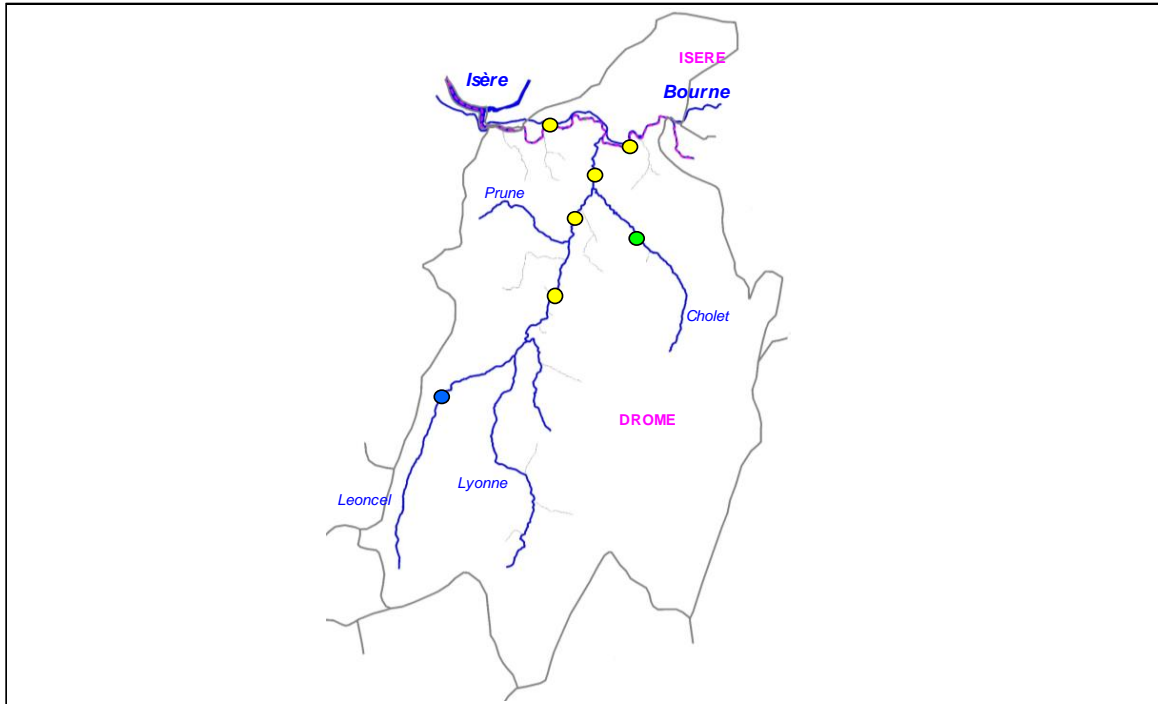 ISERE
Isère
Bourne
Prune
Cholet
DROME
Lyonne
Leoncel